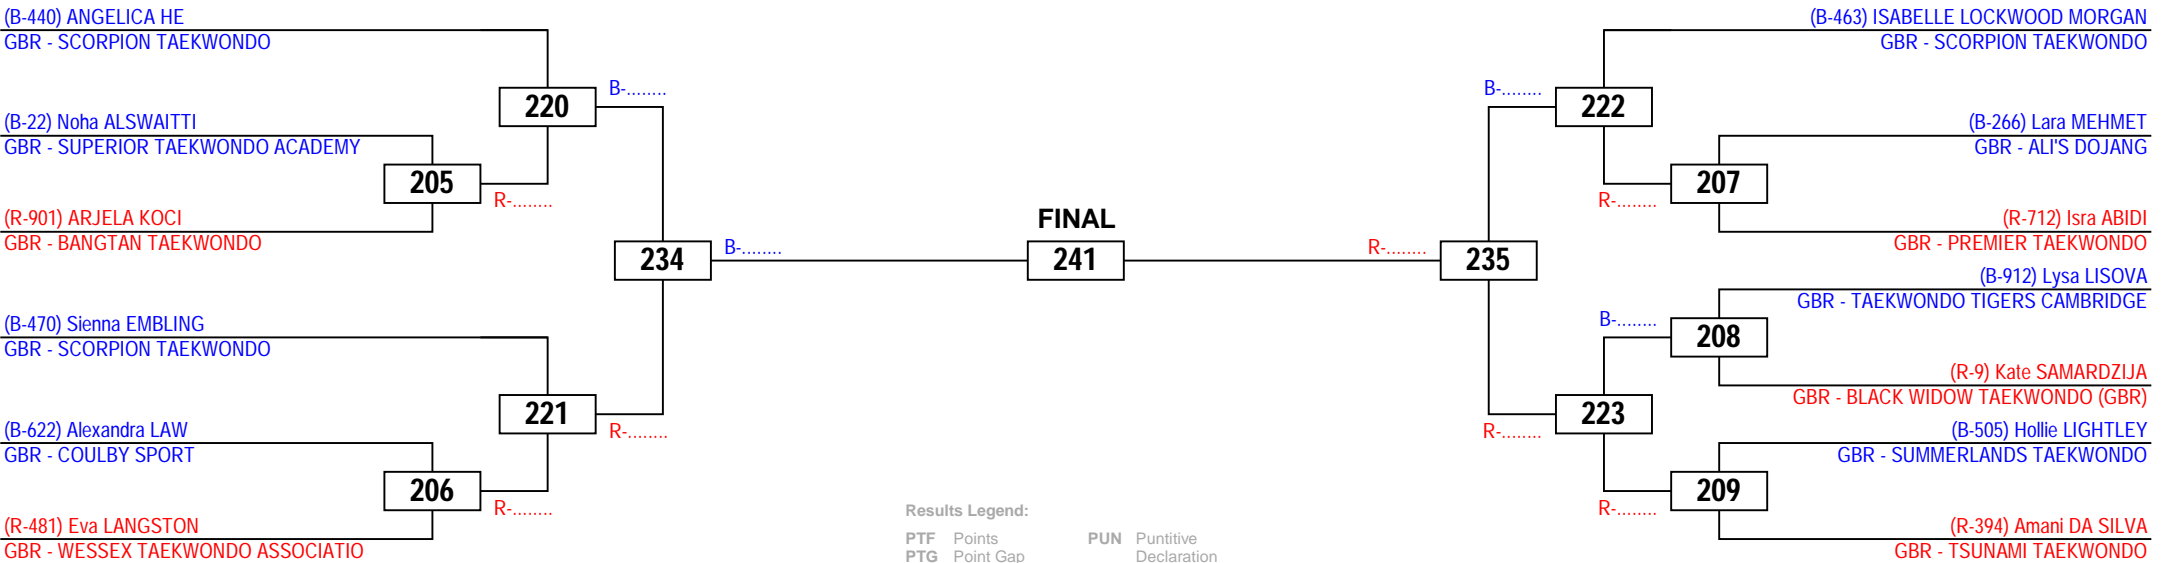 (B-440) ANGELICA HE
GBR - SCORPION TAEKWONDO
220
B-........
(B-22) Noha ALSWAITTI
GBR - SUPERIOR TAEKWONDO ACADEMY
205
R-........
(R-901) ARJELA KOCI
GBR - BANGTAN TAEKWONDO
234
B-........
(B-470) Sienna EMBLING
GBR - SCORPION TAEKWONDO
221
R-........
(B-622) Alexandra LAW
GBR - COULBY SPORT
206
R-........
(R-481) Eva LANGSTON
GBR - WESSEX TAEKWONDO ASSOCIATIO
FINAL
241
(B-463) ISABELLE LOCKWOOD MORGAN
GBR - SCORPION TAEKWONDO
B-........
222
(B-266) Lara MEHMET
GBR - ALI'S DOJANG
207
R-........
(R-712) Isra ABIDI
GBR - PREMIER TAEKWONDO
R-........
235
(B-912) Lysa LISOVA
GBR - TAEKWONDO TIGERS CAMBRIDGE
B-........
208
(R-9) Kate SAMARDZIJA
GBR - BLACK WIDOW TAEKWONDO (GBR)
223
R-........
(B-505) Hollie LIGHTLEY
GBR - SUMMERLANDS TAEKWONDO
209
R-........
(R-394) Amani DA SILVA
GBR - TSUNAMI TAEKWONDO
Results Legend:
PTF Points
PTG Point Gap
PUN Puntitive
Declaration